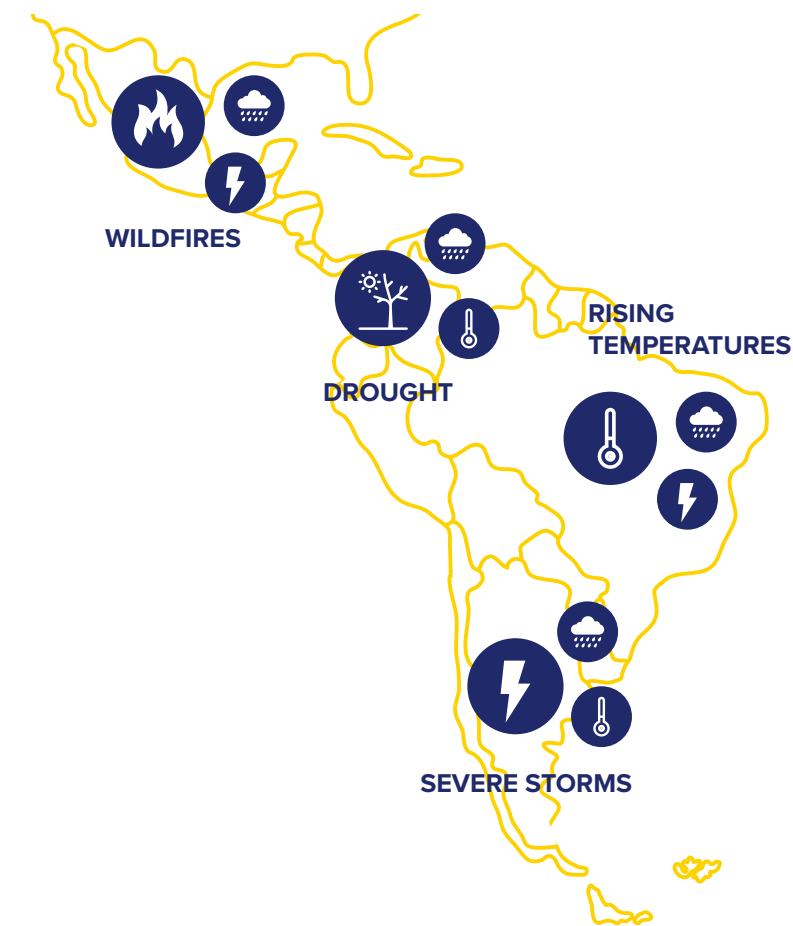 WILDFIRES
RISING
TEMPERATURES
DROUGHT
SEVERE STORMS